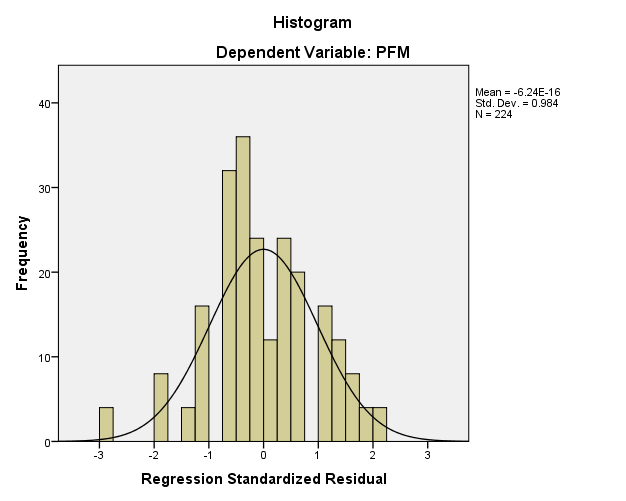 Histogram
Dependent Variable: PFM
Mean = -6.24E-16
Std. Dev. = 0.984
N = 224
Frequency
40
30
20
10
0
-3 -2 -1 0 1 2 3
Regression Standardized Residual